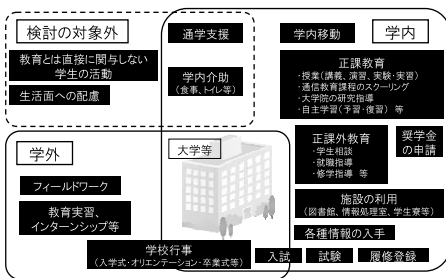 検討の対象外
通学支援
学内移動
学内
教育とは直接に関与しない
学生の活動
生活面への配慮
学内介助
(食事、トイレ等)
正課教育
・授業(講義、演習、実験・実習)
・通信教育課程のスクーリング
・大学院の研究指導
・自主学習(予習・復習) 等
学外
大学等
正課外教育
・学生相談
・就職指導
・修学指導 等
奨学金
の申請
フィールドワーク
教育実習、
インターンシップ等
施設の利用
(図書館、情報処理室、学生寮等)
各種情報の入手
学校行事
(入学式・オリエンテーション・卒業式等)
入試
試験
履修登録